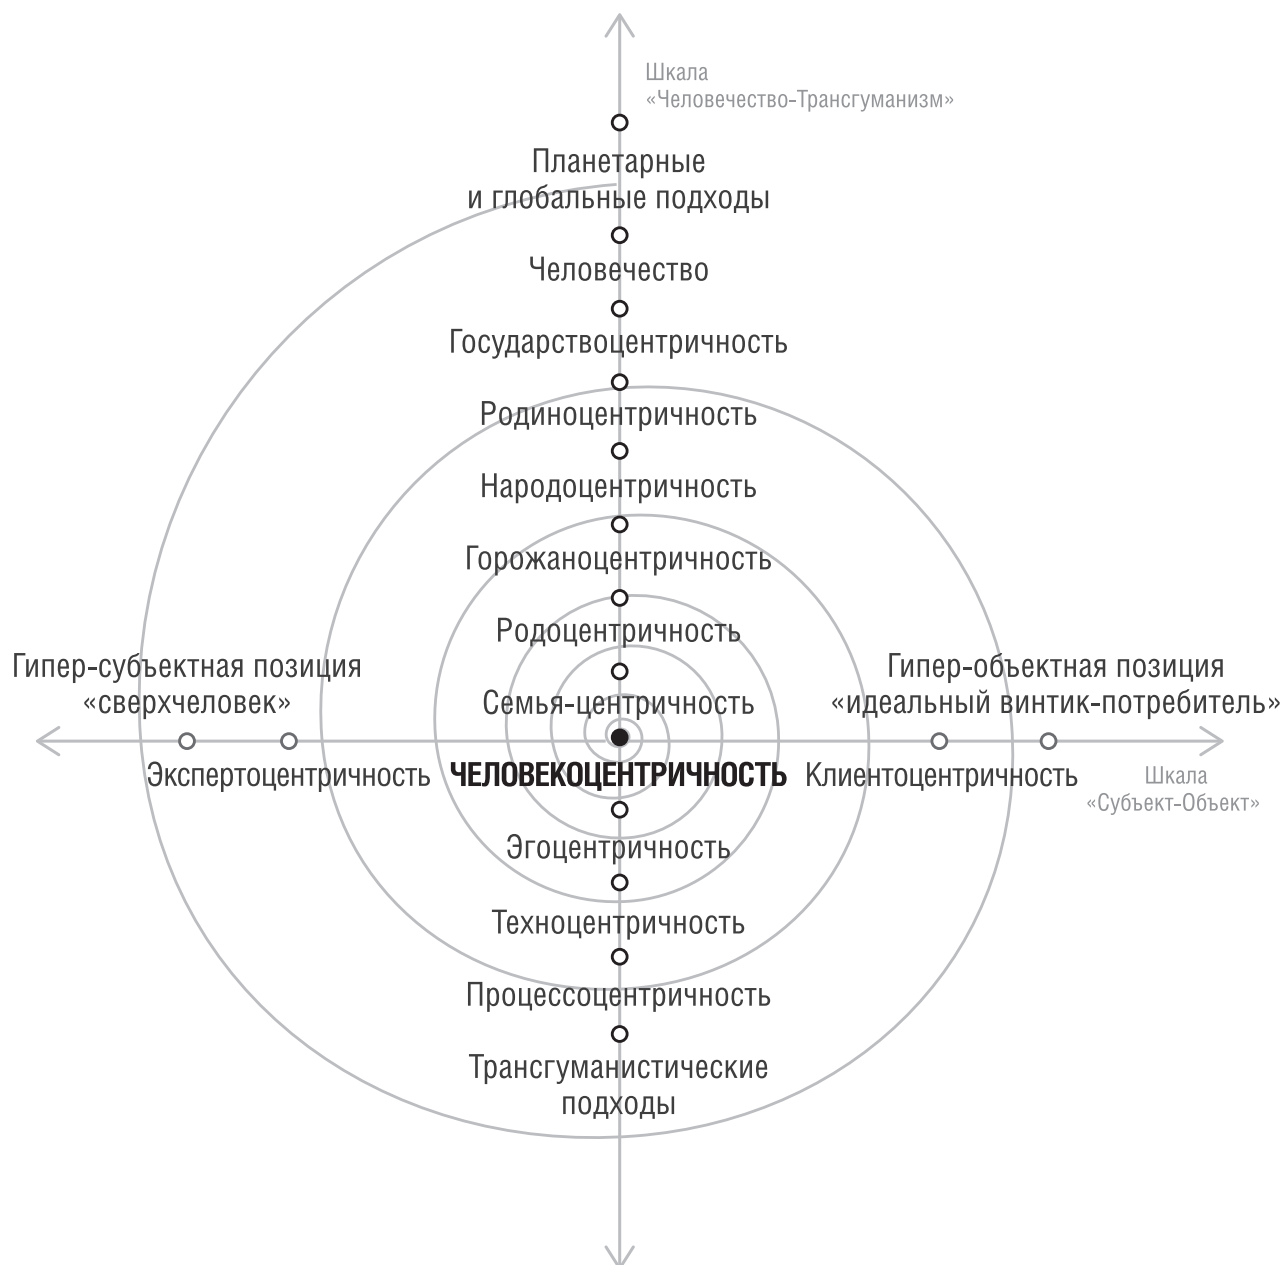 Шкала
«Человечество-Трансгуманизм»
Планетарные
и глобальные подходы
Человечество
Государствоцентричность
Родиноцентричность
Народоцентричность
Горожаноцентричность
Родоцентричность
Гипер-субъектная позиция
«сверхчеловек»
Гипер-объектная позиция
«идеальный винтик-потребитель»
Семья-центричность
Экспертоцентричность
ЧЕЛОВЕКОЦЕНТРИЧНОСТЬ
Клиентоцентричность
Шкала
«Субъект-Объект»
Эгоцентричность
Техноцентричность
Процессоцентричность
Трансгуманистические
подходы